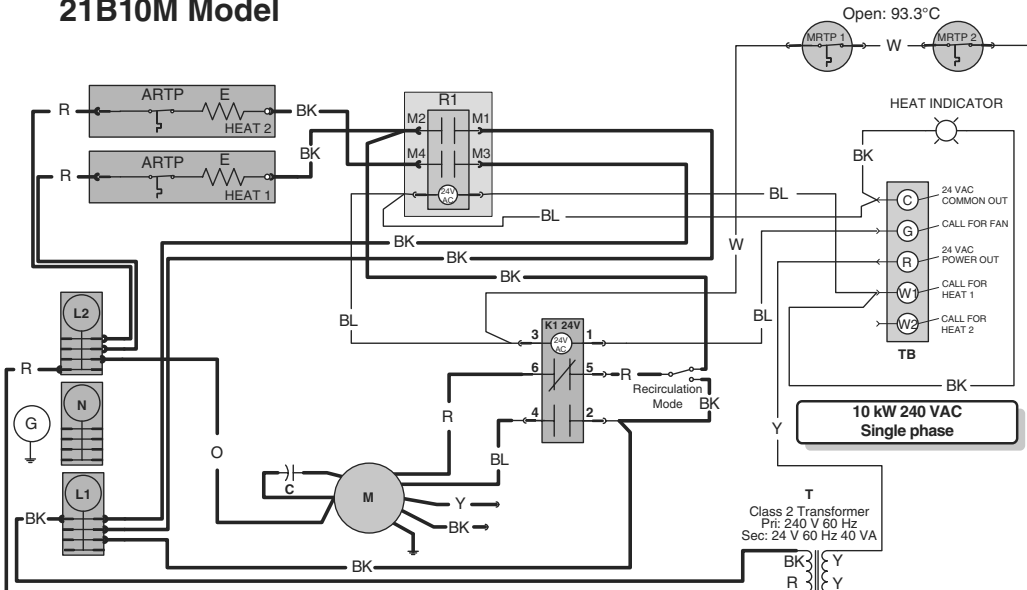 21B10M Model
Open: 93.3°C
MRTP 1
W
MRTP 2
ARTP
E
R
BK
HEAT 2
R1
M2
M1
HEAT INDICATOR
BK
M4
M3
BK
ARTP
E
R
HEAT 1
24V
AC
BL
C
24 VAC
COMMON OUT
BL
G
CALL FOR FAN
BK
W
R
24 VAC
POWER OUT
BK
BK
W1
CALL FOR
HEAT 1
L2
BL
BL
W2
CALL FOR
HEAT 2
K1 24V
3
24V
AC
1
TB
R
6
5
R
Recirculation
Mode
BK
BK
N
G
R
4
2
10 kW 240 VAC
Single phase
Y
O
BL
L1
C
M
Y
BK
BK
T
Class 2 Transformer
Pri: 240 V 60 Hz
Sec: 24 V 60 Hz 40 VA
BK
BK
Y
R
Y